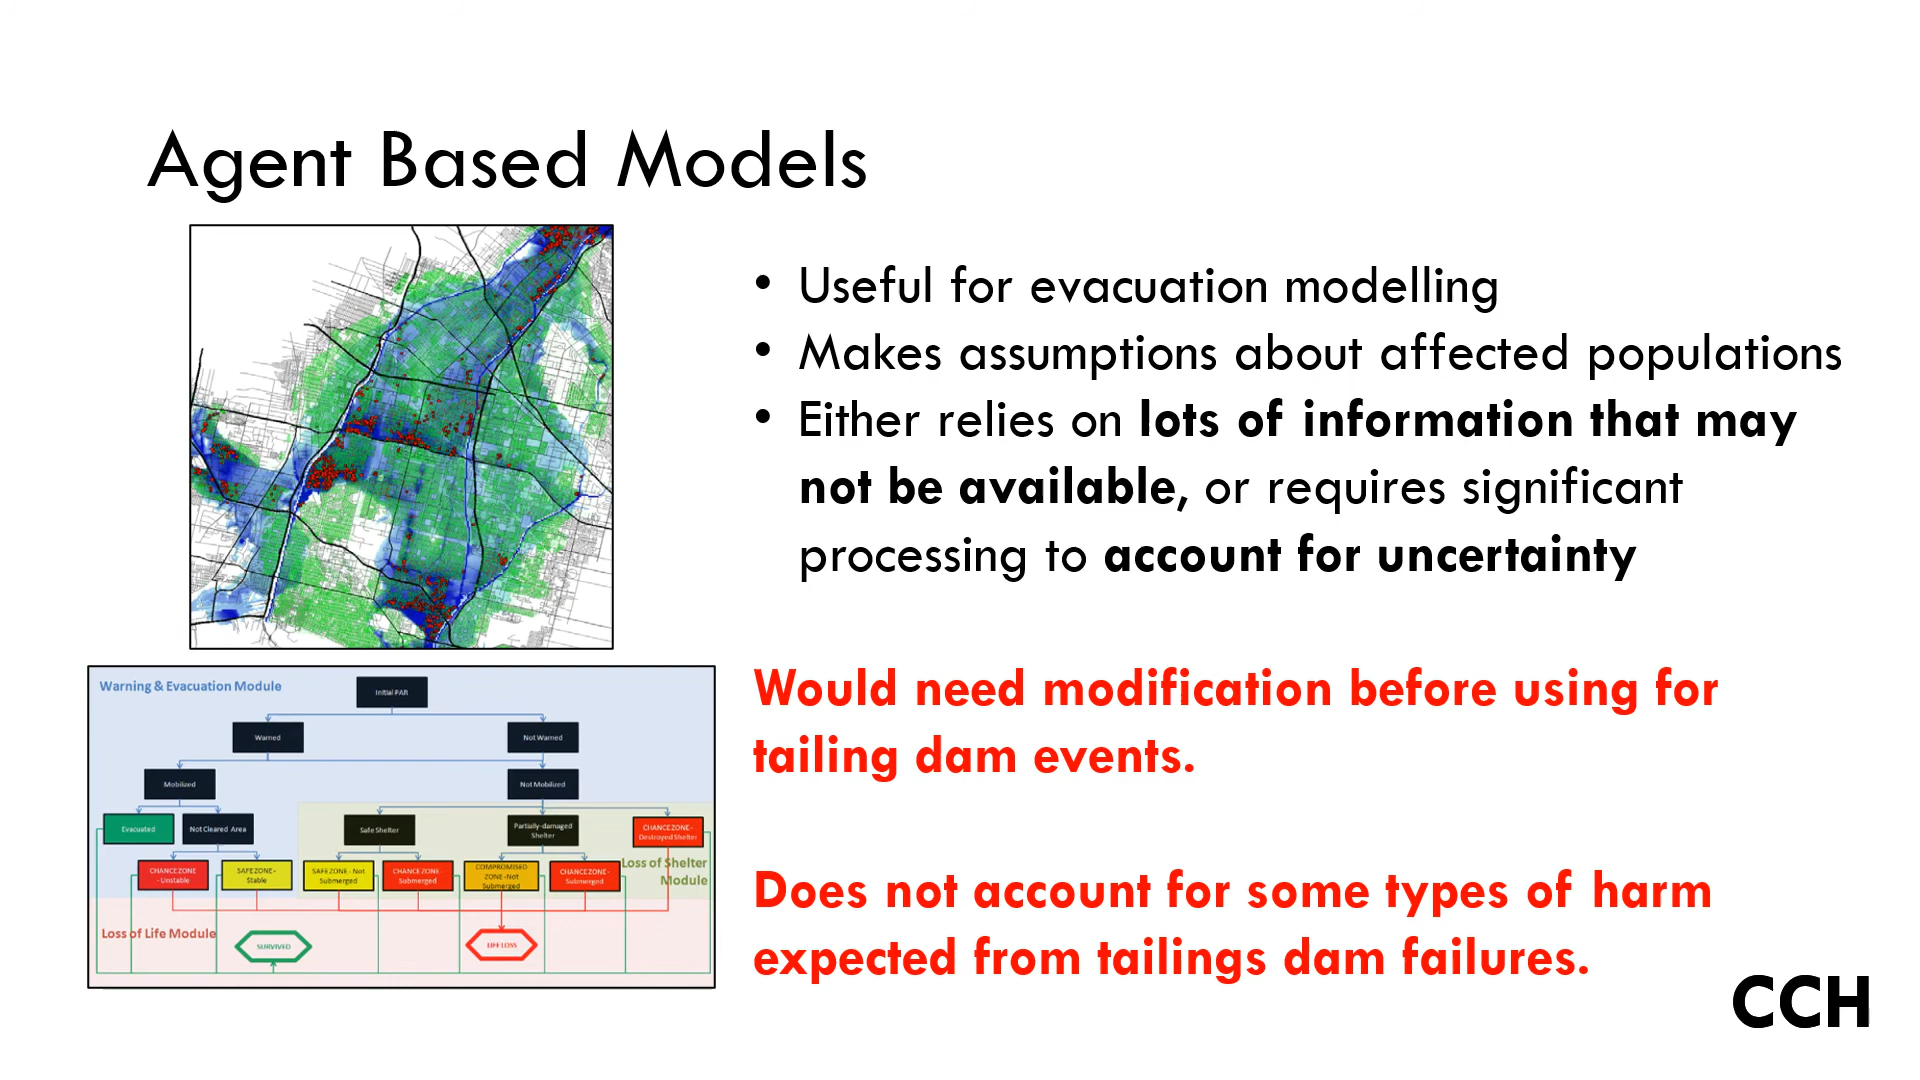 Agent Based Models
• Useful for evacuation modelling
• Makes assumptions about affected populations
• Either relies on lots of information that may
not be available, or requires significant
processing to account for uncertainty
Would need modification before using for
tailing dam events.
Does not account for some types of harm
expected from tailings dam failures.
Warning & Evacuation Module
Initial PAR
Warned
Not Warned
Mobilized
Not Mobilized
Evacuated
Not Cleared Area
Safe Shelter
Partially-damaged
Shelter
CHANCE ZONE -
Destroyed Shelter
CHANCE ZONE
- Unstable
SAFE ZONE -
Stable
SAFE ZONE - Not
Submerged
CHANCE ZONE -
Submerged
COMPROMISED
ZONE - Not
Submerged
CHANCE ZONE -
Submerged
Loss of Shelter
Module
Loss of Life Module
SURVIVED
LIFE LOSS
CCH